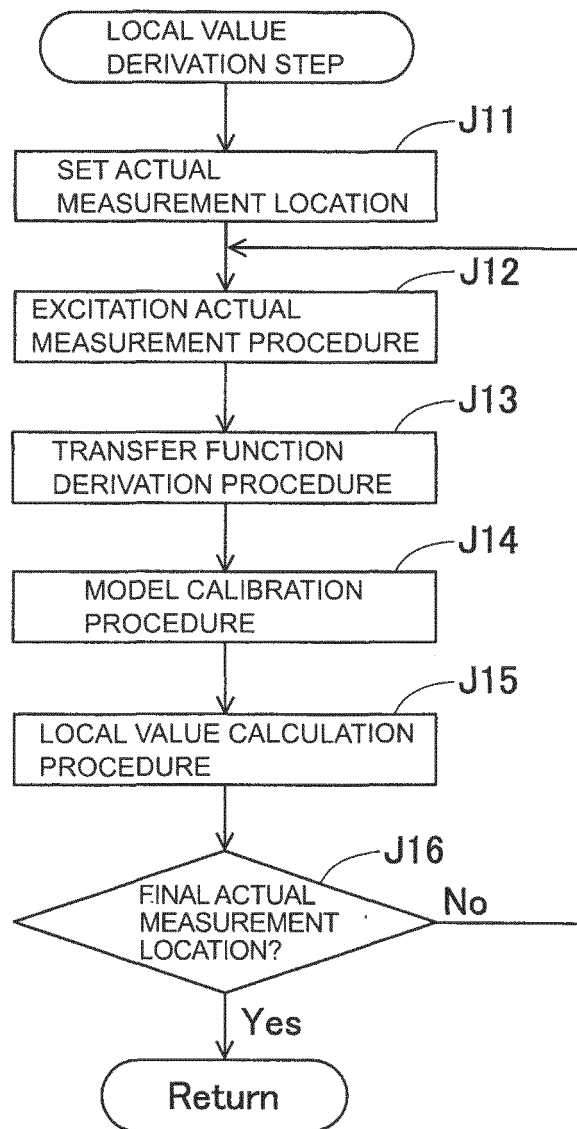 LOCAL VALUE
DERIVATION STEP
J11
SET ACTUAL
MEASUREMENT LOCATION
J12
EXCITATION ACTUAL
MEASUREMENT PROCEDURE
J13
TRANSFER FUNCTION
DERIVATION PROCEDURE
J14
MODEL CALIBRATION
PROCEDURE
J15
LOCAL VALUE CALCULATION
PROCEDURE
J16
FINAL ACTUAL
MEASUREMENT
LOCATION?
No
Yes
Return